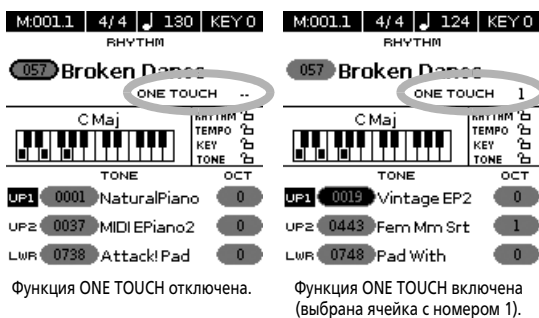 M:001.1 4/4 ♩ 130 KEY 0
RHYTHM
057 Broken Dance
ONE TOUCH --
C Maj
RHYTHM
TEMPO
KEY
TONE
TONE OCT
UP1 0001 NaturalPiano 0
UP2 0037 MIDI EPiano2 0
LWR 0738 Attack! Pad 0
Функция ONE TOUCH отключена.
M:001.1 4/4 ♩ 124 KEY 0
RHYTHM
057 Broken Dance
ONE TOUCH 1
C Maj
RHYTHM
TEMPO
KEY
TONE
TONE OCT
UP1 0019 Vintage EP2 0
UP2 0443 Fem Mm Srt 1
LWR 0748 Pad With 0
Функция ONE TOUCH включена
(выбрана ячейка с номером 1).